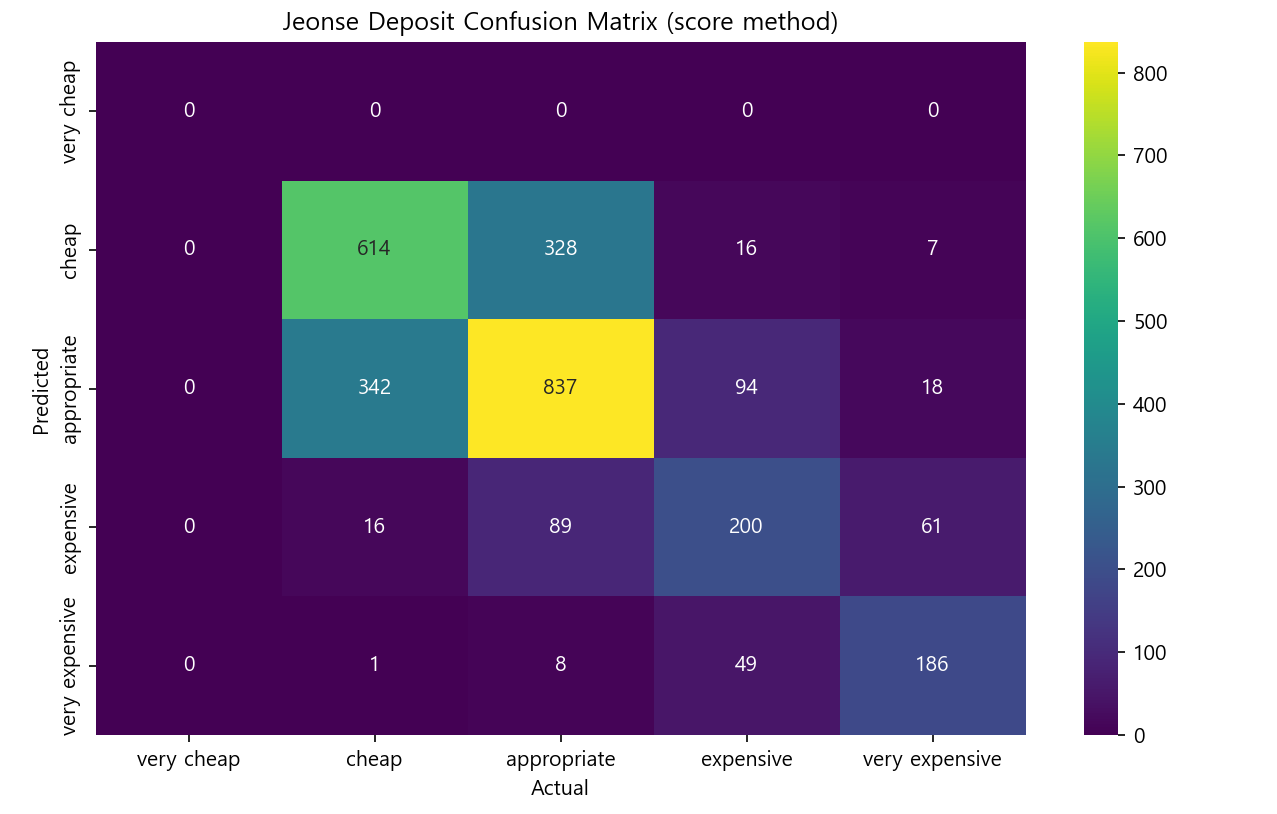 Jeonse Deposit Confusion Matrix (score method)
very cheap
0 0 0 0 0
800
700
cheap
0 614 328 16 7
600
500
Predicted
appropriate
0 342 837 94 18
400
300
expensive
0 16 89 200 61
200
very expensive
0 1 8 49 186
100
0
very cheap cheap appropriate expensive very expensive
Actual